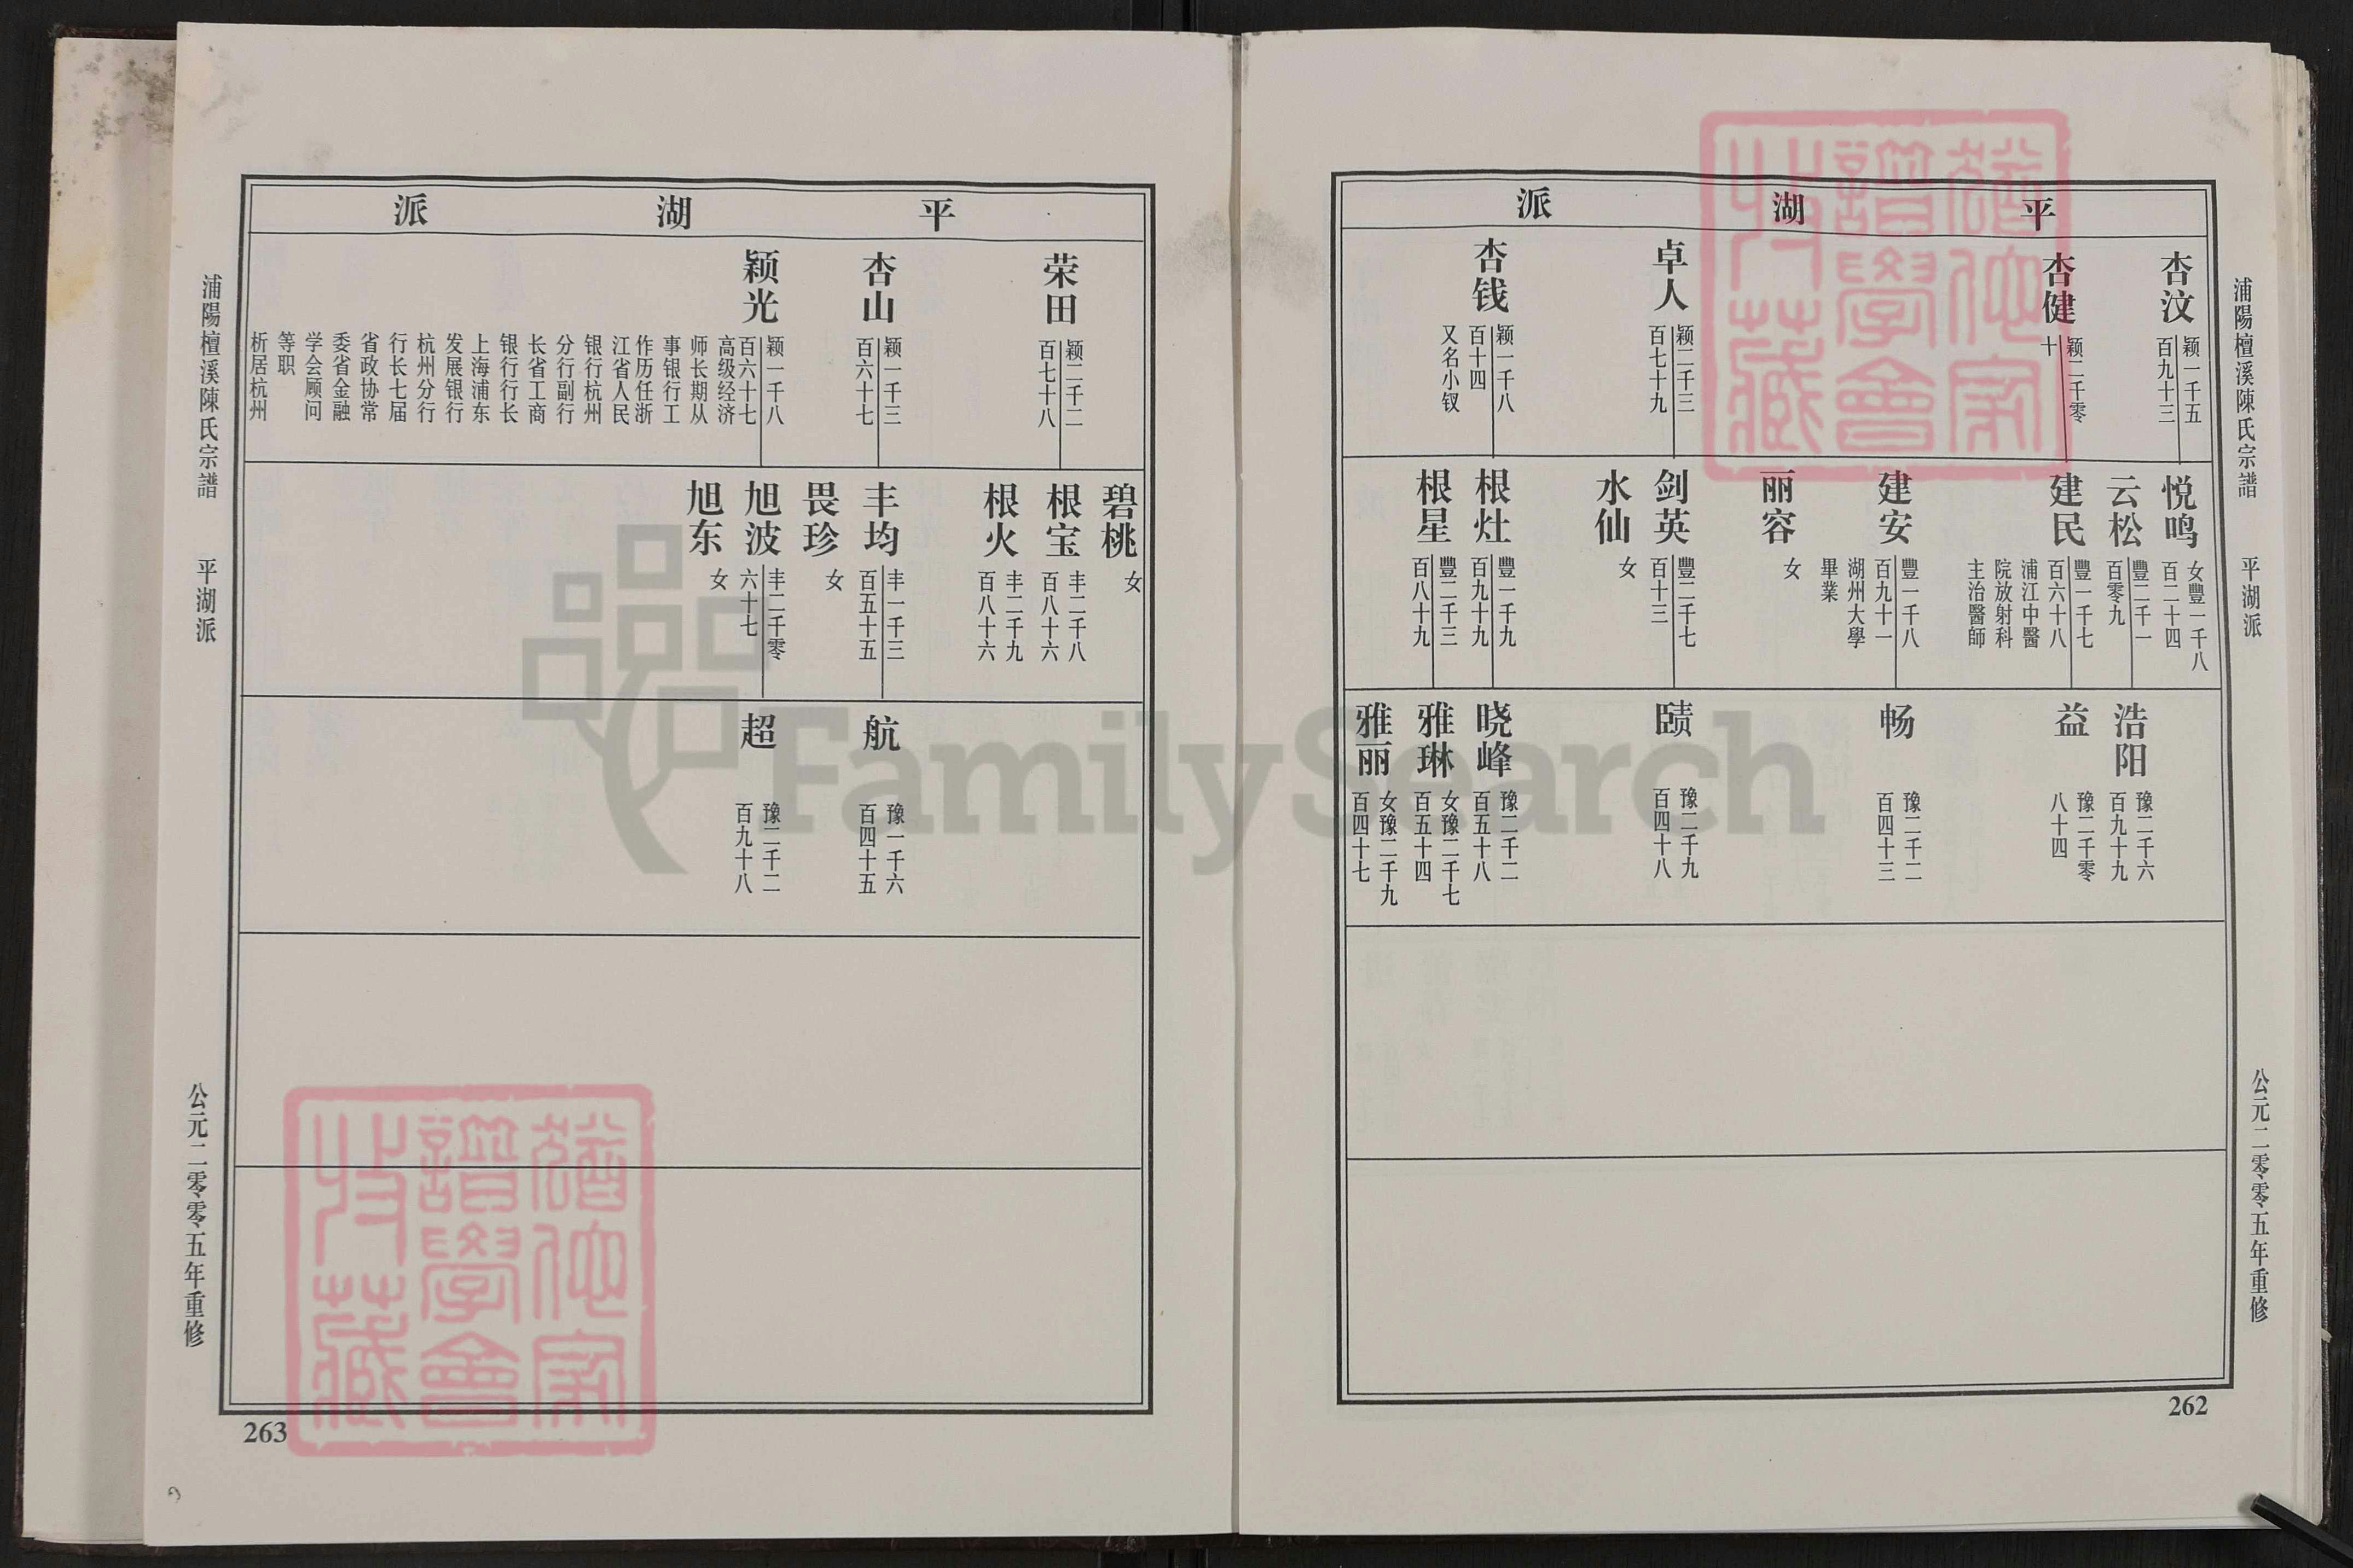 浦陽檀溪陳氏宗譜
平湖派
公元二零零五年重修
262
平湖派
杏汶
颖一千五
百九十三
杏健
颖二千零
十
卓人
颖二千三
百七十九
杏钱
颖一千八
百十四
又名小钗
悦鸣
女豐一千八
百二十四
云松
豐二千一
百零九
建民
豐一千七
百六十八
浦江中醫
院放射科
主治醫師
建安
豐一千八
百九十一
湖州大學
畢業
丽容
女
剑英
豐二千七
百十三
水仙
女
根灶
豐一千九
百九十九
根星
豐二千三
百八十九
浩阳
豫二千六
百九十九
益
豫二千零
八十四
畅
豫二千二
百四十三
赜
豫二千九
百四十八
晓峰
豫二千二
百五十八
雅琳
女豫二千七
百五十四
雅丽
女豫二千九
百四十七
平湖派
荣田
颖二千二
百七十八
杏山
颖一千三
百六十七
颖光
颖一千八
百六十七
高级经济
师长期从
事银行工
作历任浙
江省人民
银行杭州
分行副行
长省工商
银行行长
上海浦东
发展银行
杭州分行
行长七届
省政协常
委省金融
学会顾问
等职
析居杭州
碧桃
女
根宝
丰二千八
百八十六
根火
丰二千九
百八十六
丰均
丰一千三
百五十五
畏珍
女
旭波
丰二千零
六十七
旭东
女
航
豫一千六
百四十五
超
豫二千二
百九十八
浦陽檀溪陳氏宗譜
平湖派
公元二零零五年重修
263
FamilySearch